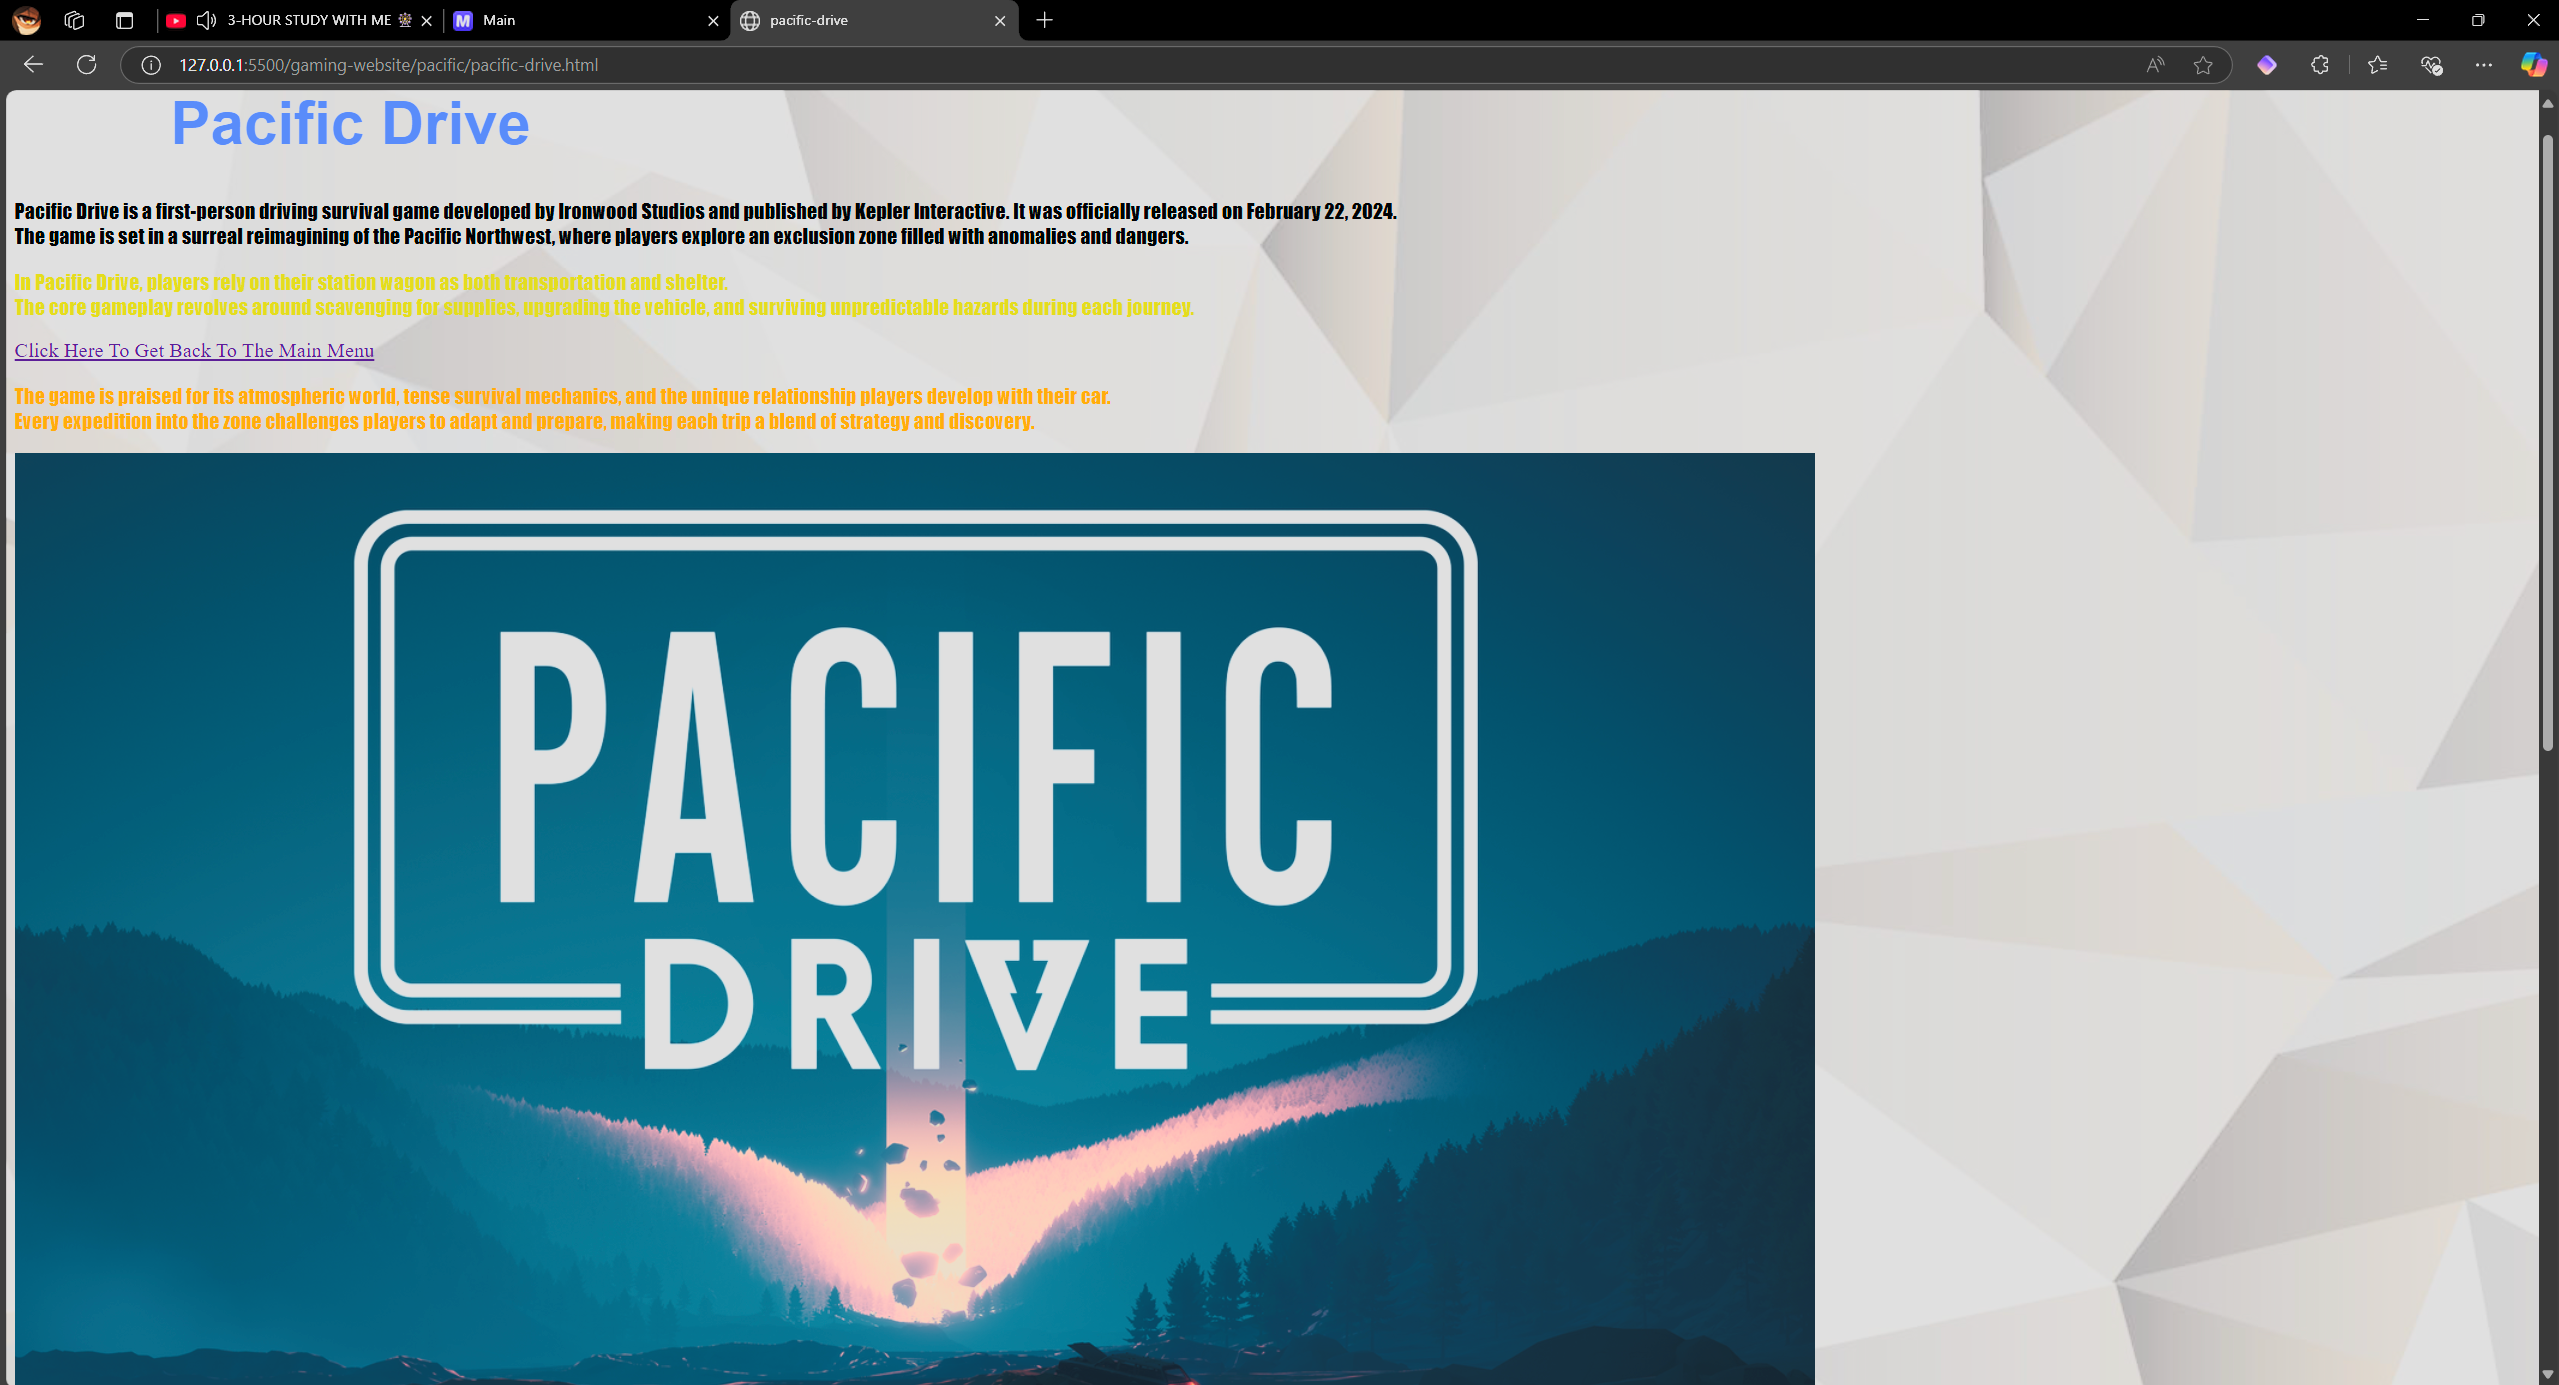 3-HOUR STUDY WITH ME
Main
pacific-drive
127.0.0.1:5500/gaming-website/pacific/pacific-drive.html
Pacific Drive
Pacific Drive is a first-person driving survival game developed by Ironwood Studios and published by Kepler Interactive. It was officially released on February 22, 2024.
The game is set in a surreal reimagining of the Pacific Northwest, where players explore an exclusion zone filled with anomalies and dangers.
In Pacific Drive, players rely on their station wagon as both transportation and shelter.
The core gameplay revolves around scavenging for supplies, upgrading the vehicle, and surviving unpredictable hazards during each journey.
Click Here To Get Back To The Main Menu
The game is praised for its atmospheric world, tense survival mechanics, and the unique relationship players develop with their car.
Every expedition into the zone challenges players to adapt and prepare, making each trip a blend of strategy and discovery.
PACIFIC
DRIVE